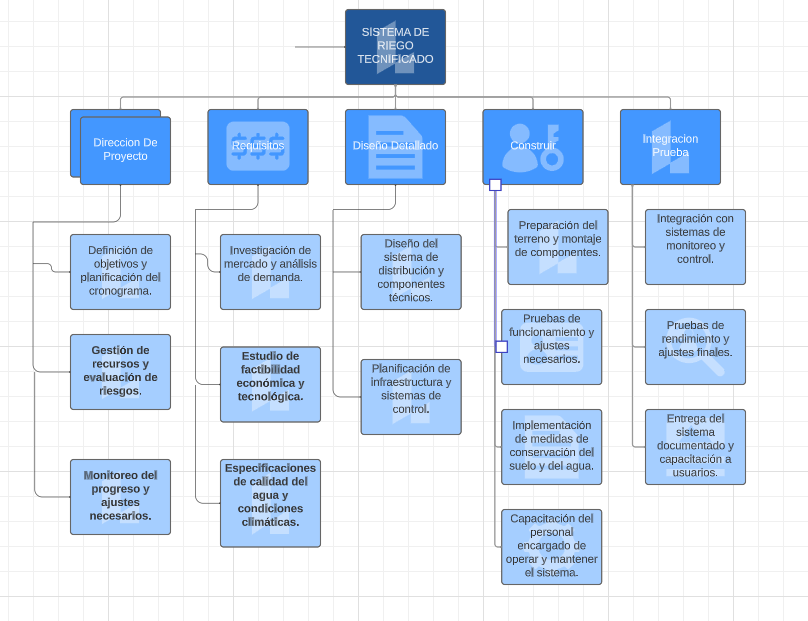 SISTEMA DE
RIEGO
TECNIFICADO
Direccion De
Proyecto
Requisitos
Diseño Detallado
Construir
Integracion
Prueba
Definición de
objetivos y
planificación del
cronograma.
Gestión de
recursos y
evaluación de
riesgos.
Monitoreo del
progreso y
ajustes
necesarios.
Investigación de
mercado y análisis
de demanda.
Estudio de
factibilidad
económica y
tecnológica.
Especificaciones
de calidad del
agua y
condiciones
climáticas.
Diseño del
sistema de
distribución y
componentes
técnicos.
Planificación de
infraestructura y
sistemas de
control.
Preparación del
terreno y montaje
de componentes.
Pruebas de
funcionamiento y
ajustes
necesarios.
Implementación
de medidas de
conservación del
suelo y del agua.
Capacitación del
personal
encargado de
operar y mantener
el sistema.
Integración con
sistemas de
monitoreo y
control.
Pruebas de
rendimiento y
ajustes finales.
Entrega del
sistema
documentado y
capacitación a
usuarios.
$$$